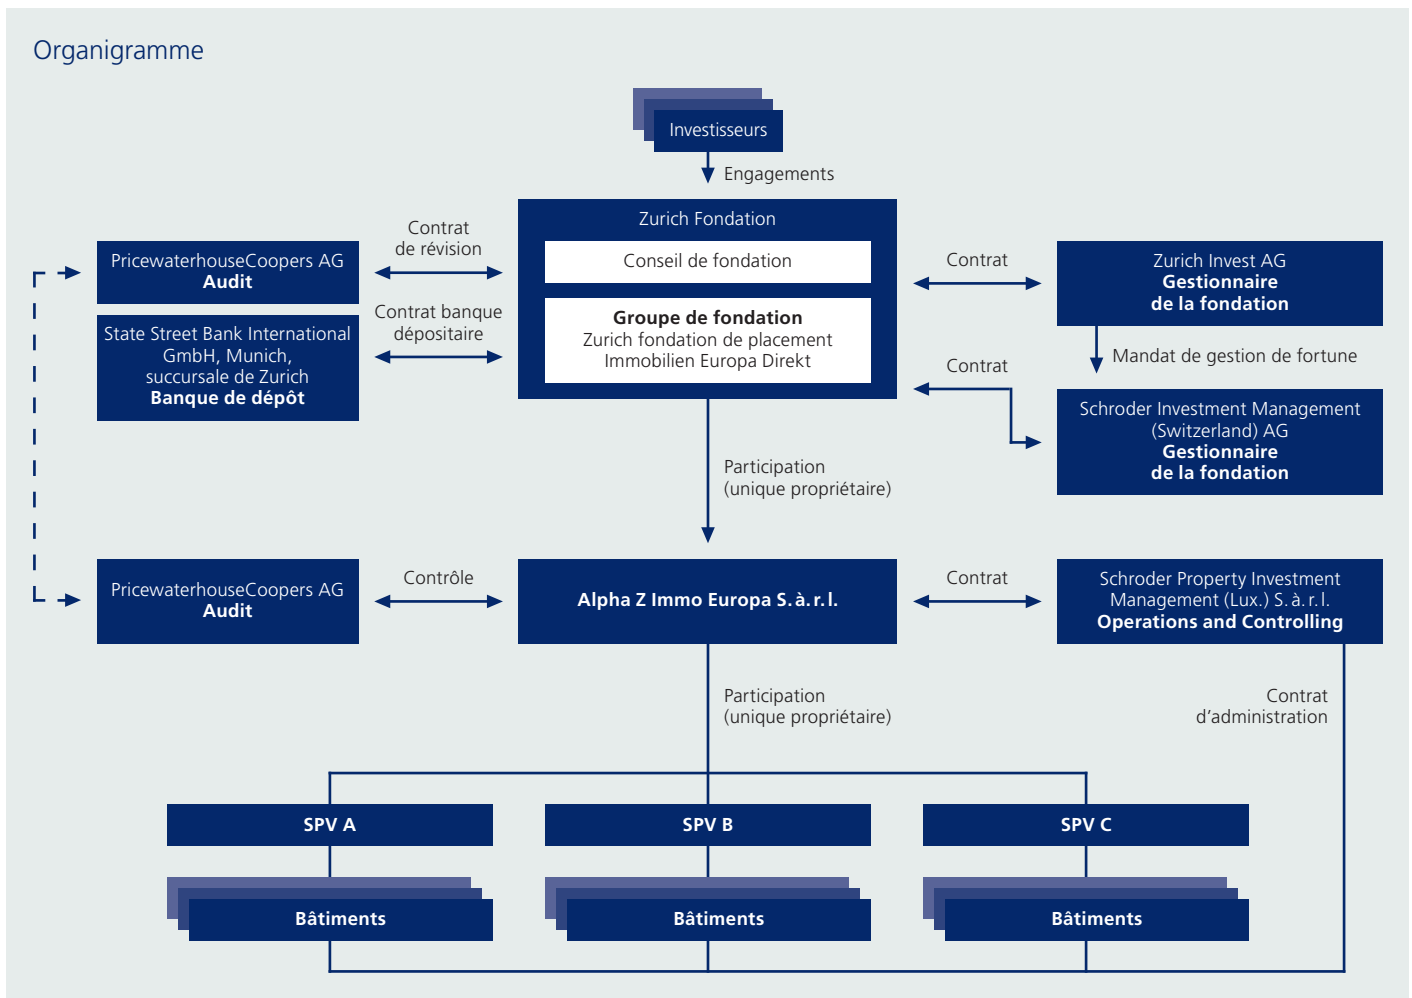 Organigramme
Investisseurs
Engagements
Zurich Fondation
Conseil de fondation
Groupe de fondation
Zurich fondation de placement
Immobilien Europa Direkt
Contrat
de révision
PricewaterhouseCoopers AG
Audit
Contrat banque
dépositaire
State Street Bank International
GmbH, Munich,
succursale de Zurich
Banque de dépôt
Contrat
Zurich Invest AG
Gestionnaire
de la fondation
Mandat de gestion de fortune
Contrat
Schroder Investment Management
(Switzerland) AG
Gestionnaire
de la fondation
Participation
(unique propriétaire)
PricewaterhouseCoopers AG
Audit
Contrôle
Alpha Z Immo Europa S.à.r.l.
Contrat
Schroder Property Investment
Management (Lux.) S.à.r.l.
Operations and Controlling
Participation
(unique propriétaire)
Contrat
d’administration
SPV A
SPV B
SPV C
Bâtiments
Bâtiments
Bâtiments